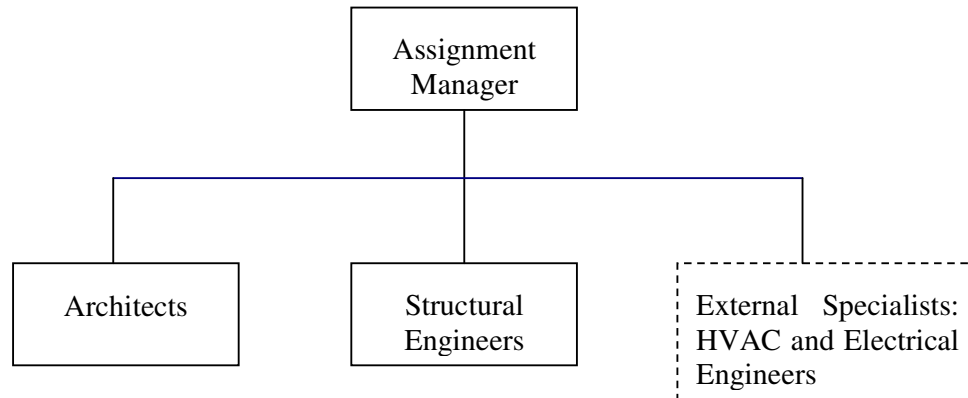 Assignment
Manager
Architects
Structural
Engineers
External Specialists:
HVAC and Electrical
Engineers